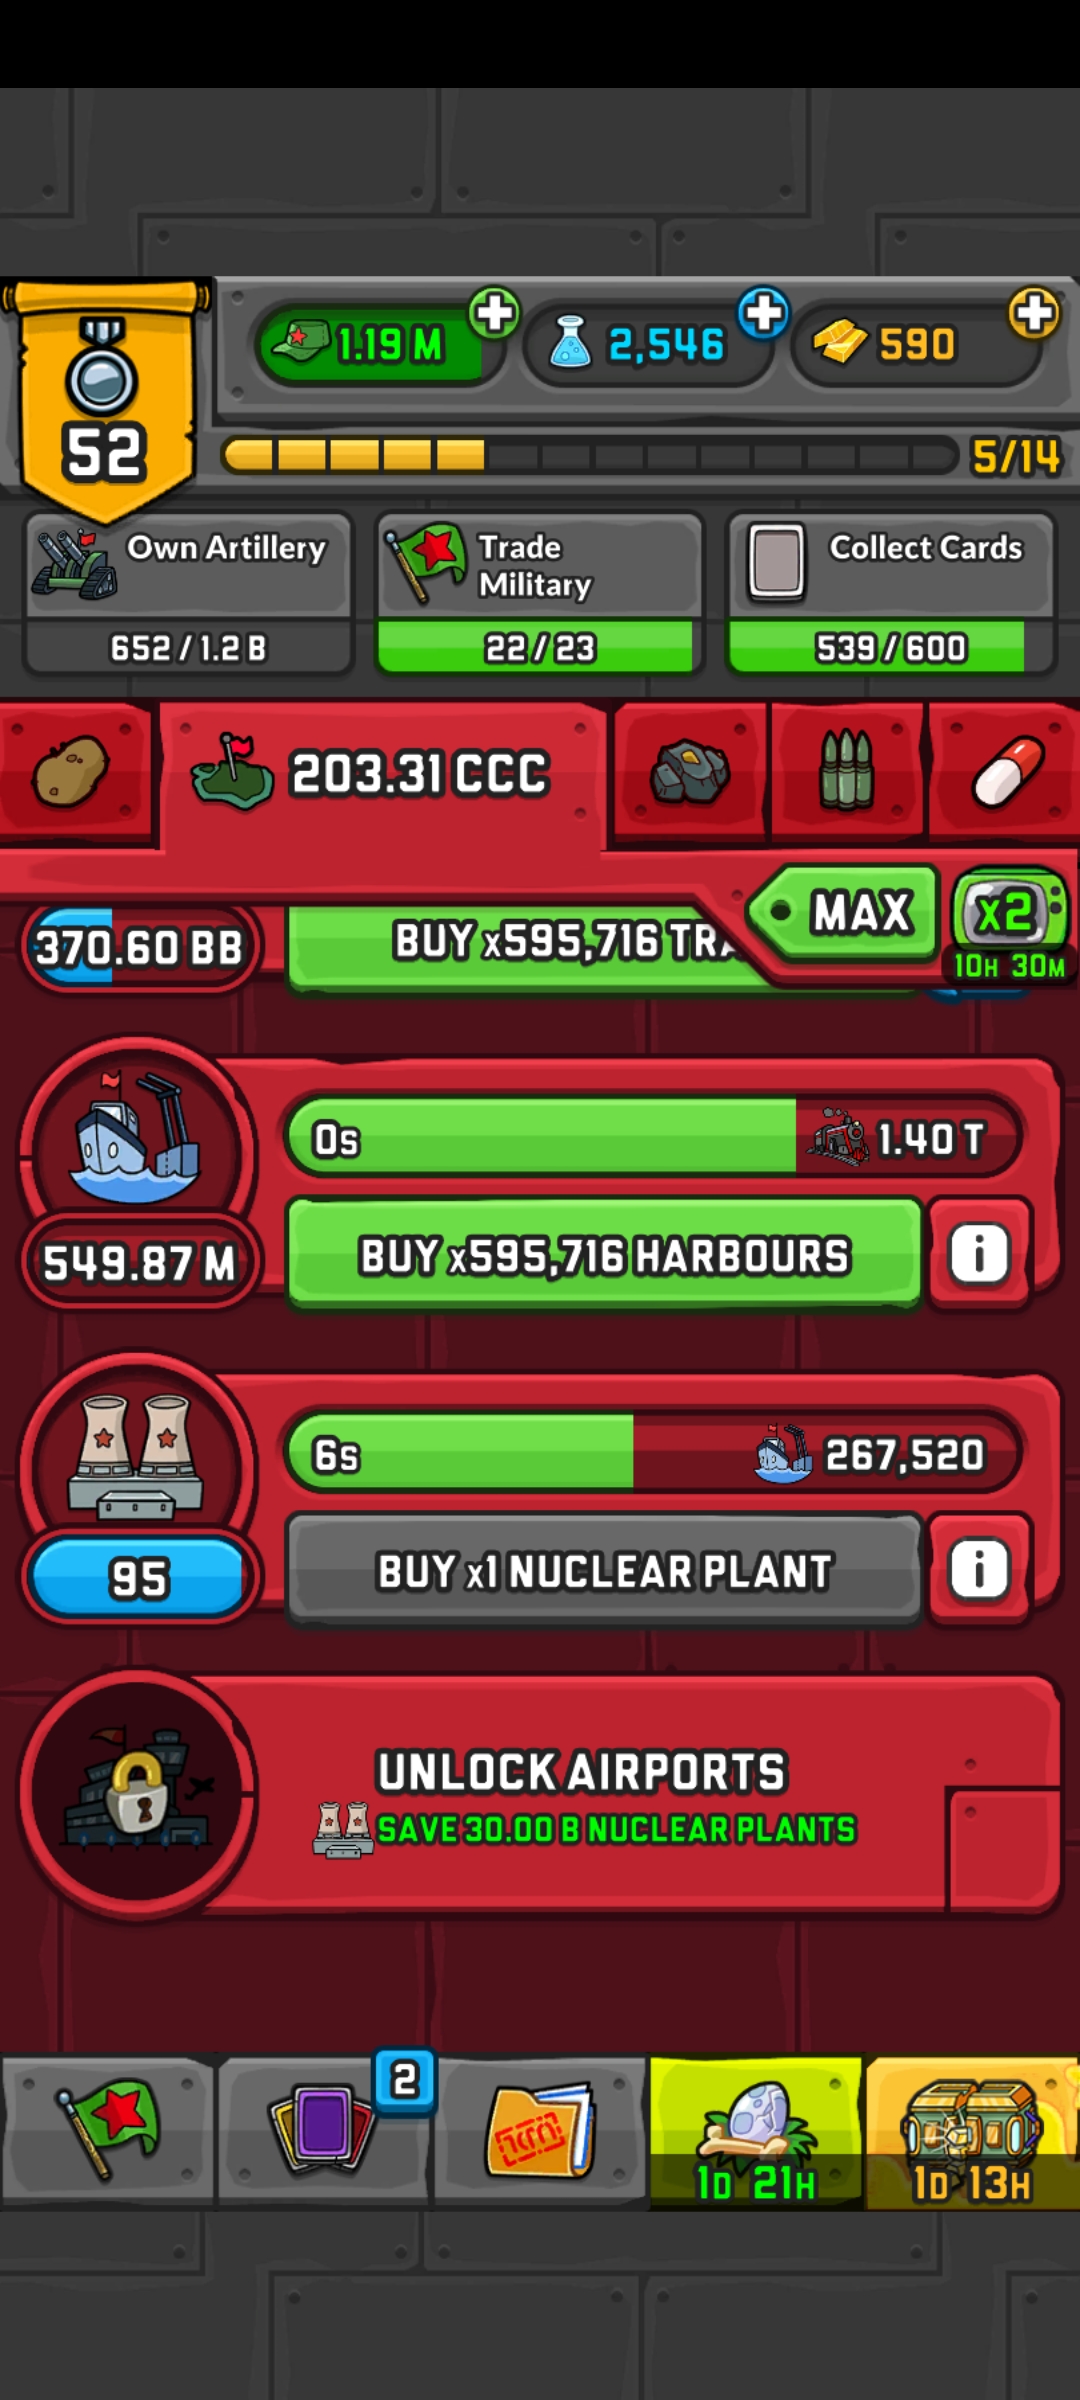 1.19 M
2,546
590
52
5/14
Own Artillery
Trade
Military
Collect Cards
652 / 1.2 B
22 / 23
539 / 600
203.31 CCC
MAX
x2
10H 30M
370.60 BB
BUY x595,716
0s
1.40 T
549.87 M
BUY x595,716 HARBOURS
i
6s
267,520
95
BUY x1 NUCLEAR PLANT
i
UNLOCK AIRPORTS
SAVE 30.00 B NUCLEAR PLANTS
2
1D 21H
1D 13H